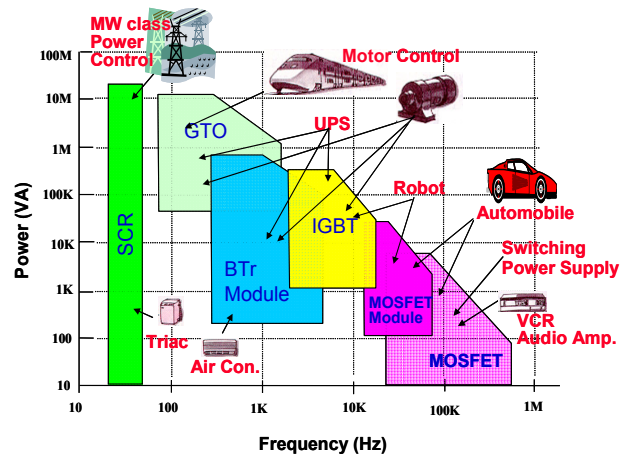 MW class
Power
Control
Motor Control
100M
10M
1M
100K
10K
1K
100
10
Power (VA)
GTO
UPS
SCR
IGBT
Robot
Automobile
BTr
Module
Switching
Power Supply
MOSFET
Module
VCR
Audio Amp.
Triac
Air Con.
MOSFET
10
100
1K
10K
100K
1M
Frequency (Hz)